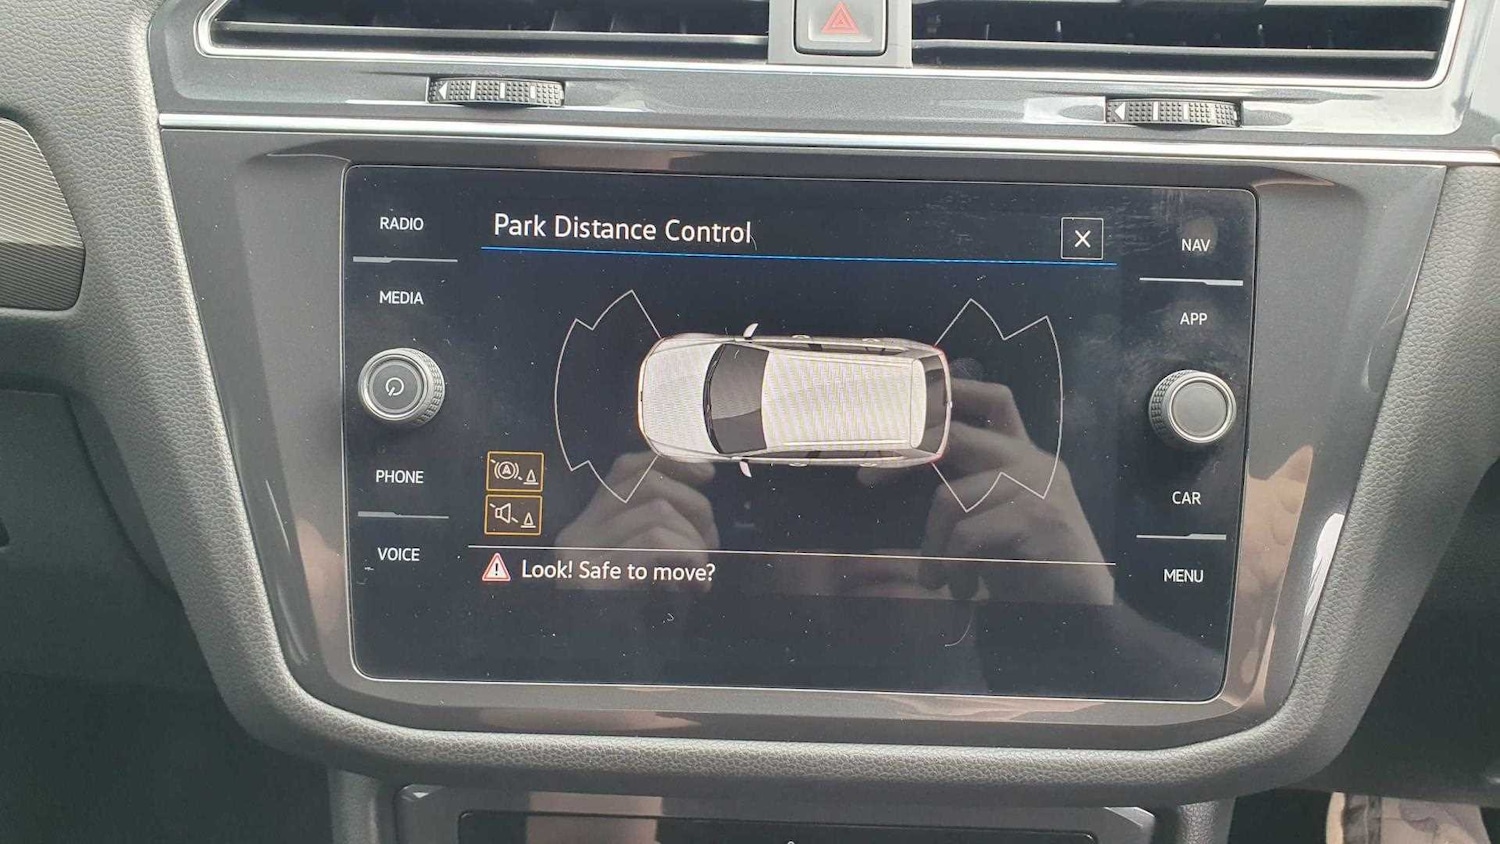 Park Distance Control
RADIO
MEDIA
PHONE
VOICE
A
Look! Safe to move?
NAV
APP
CAR
MENU